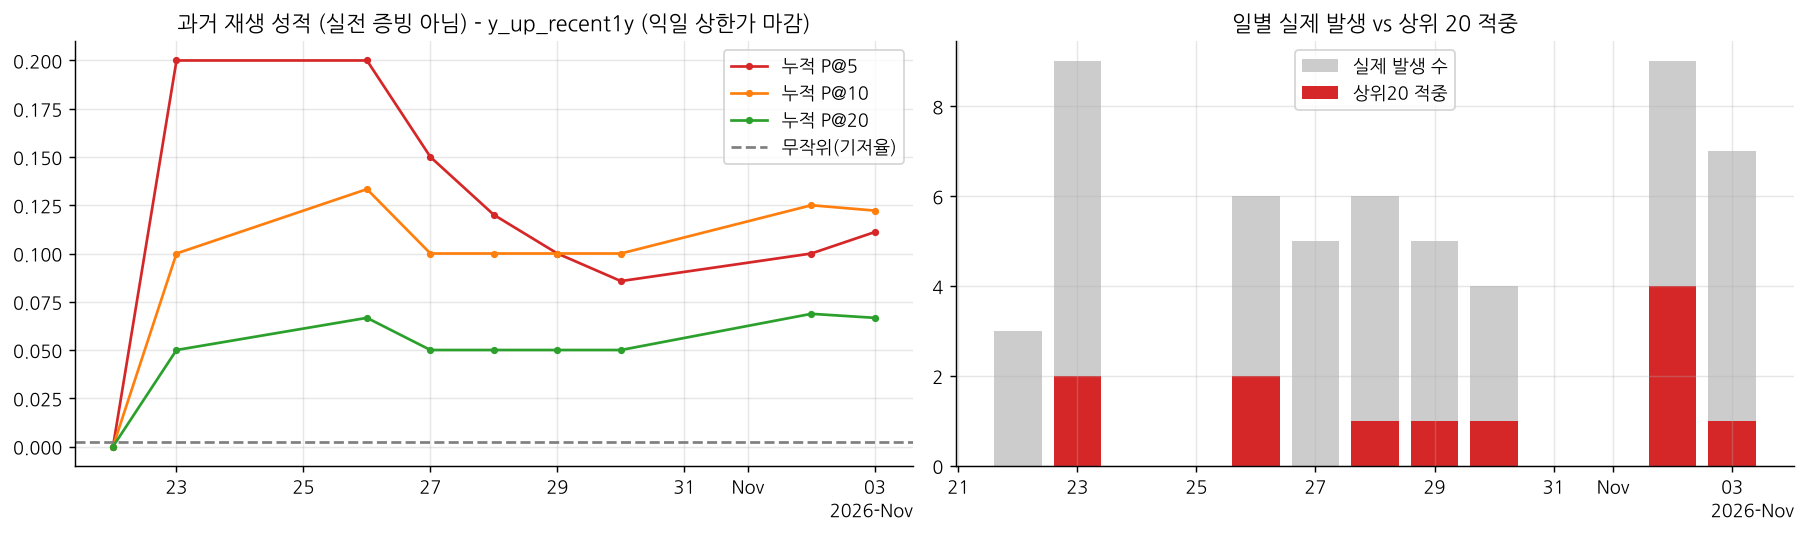 과거 재생 성적 (실전 증빙 아님) - y_up_recent1y (익일 상한가 마감)
0.200
0.175
0.150
0.125
0.100
0.075
0.050
0.025
0.000
누적 P@5
누적 P@10
누적 P@20
무작위(기저율)
23
25
27
29
31
Nov
03
2026-Nov
일별 실제 발생 vs 상위 20 적중
8
6
4
2
0
실제 발생 수
상위20 적중
21
23
25
27
29
31
Nov
03
2026-Nov